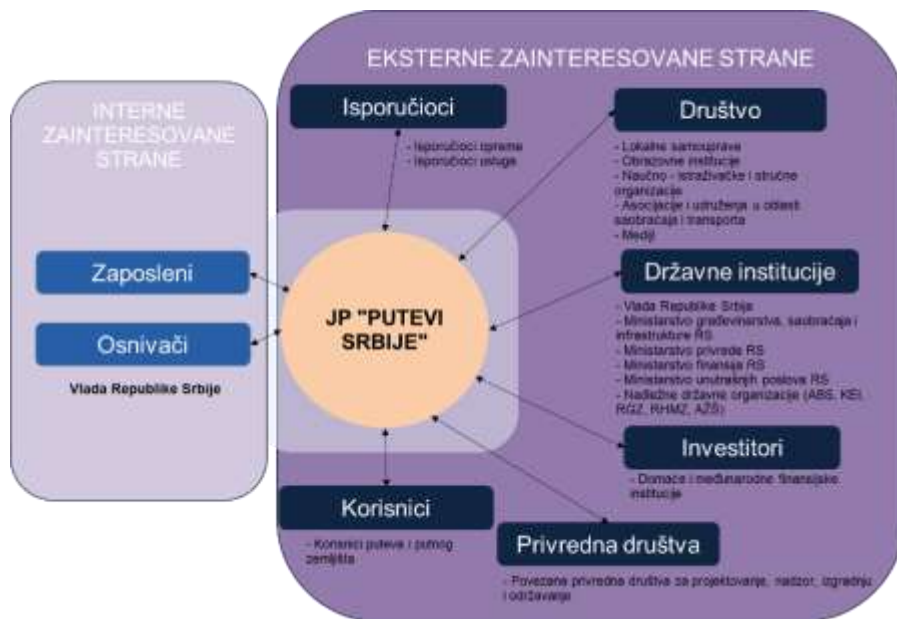 EKSTERNE ZAINTERESOVANE STRANE
INTERNE
ZAINTERESOVANE
STRANE
Isporučioci
- Isporučioci opreme
- Isporučioci usluga
Društvo
- Lokalne samouprave
- Obrazovne institucije
- Naučno - istraživačke i stručne
organizacije
- Asocijacije i udruženja u oblasti
saobraćaja i transporta
- Mediji
Zaposleni
Osnivači
Vlada Republike Srbije
JP "PUTEVI
SRBIJE"
Državne institucije
- Vlada Republike Srbije
- Ministarstvo građevinarstva, saobraćaja i
infrastrukture RS
- Ministarstvo privrede RS
- Ministarstvo finansija RS
- Ministarstvo unutrašnjih poslova RS
- Nadležne državne organizacije (ABS, KEI,
RGZ, RHMZ, AŽS)
Investitori
- Domaće i međunarodne finansijske
institucije
Korisnici
- Korisnici puteva i putnog
zemljišta
Privredna društva
- Povezana privredna društva za projektovanje, nadzor, izgradnju
i održavanje